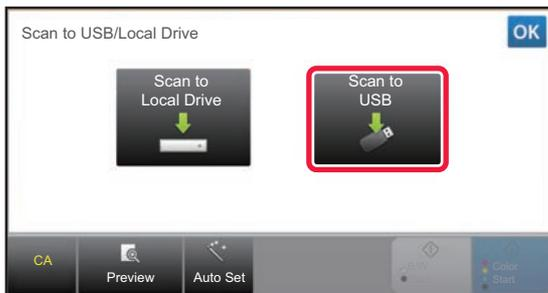 Scan to USB/Local Drive
OK
Scan to
Local Drive
Scan to
USB
CA
Preview
Auto Set
B/W
Start
Color
Start